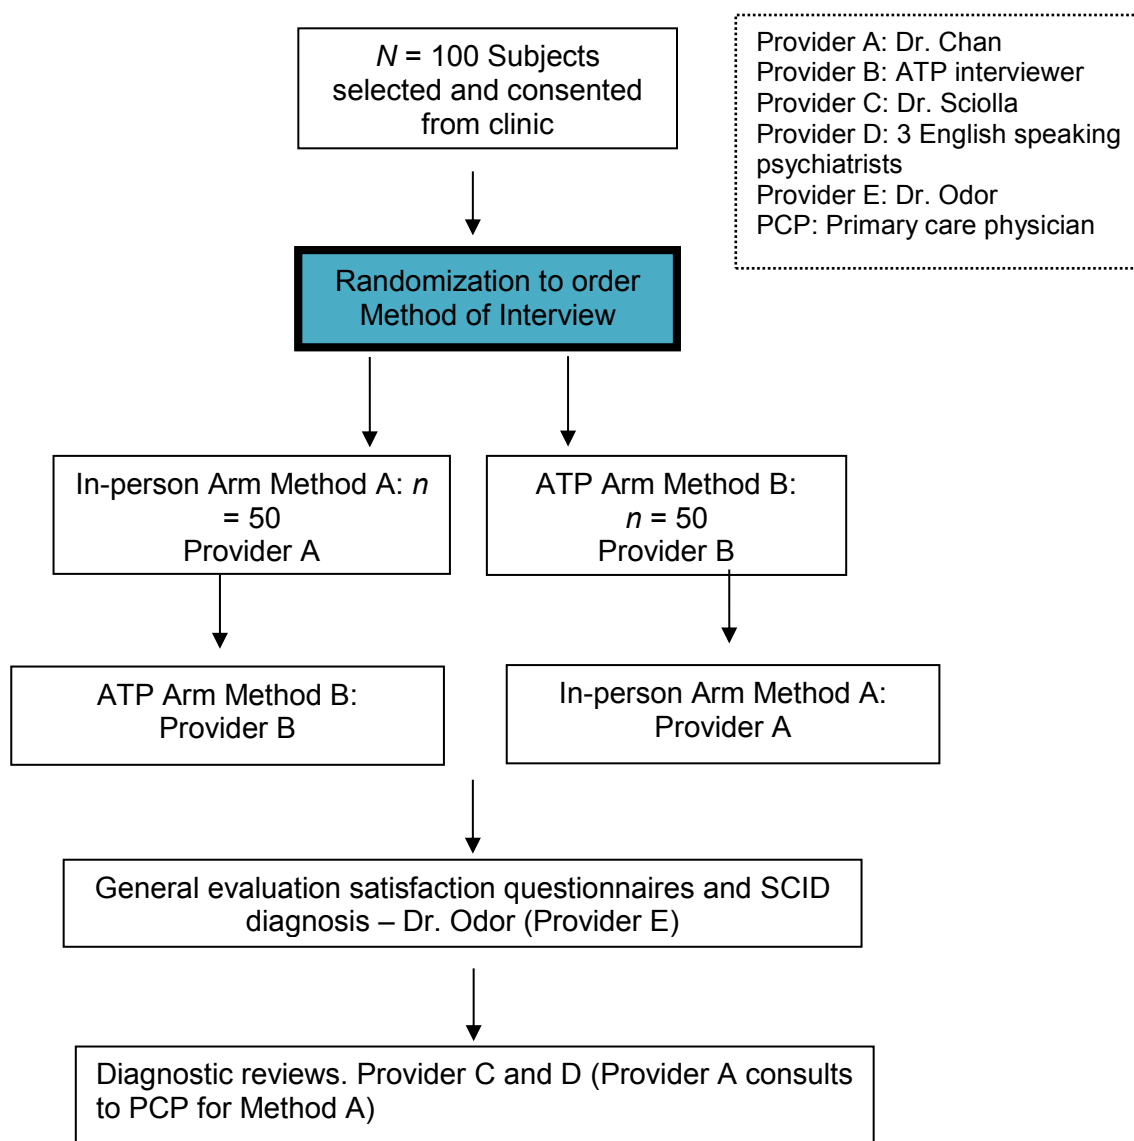 N = 100 Subjects
selected and consented
from clinic
Provider A: Dr. Chan
Provider B: ATP interviewer
Provider C: Dr. Sciolla
Provider D: 3 English speaking
psychiatrists
Provider E: Dr. Odor
PCP: Primary care physician
Randomization to order
Method of Interview
In-person Arm Method A: n
= 50
Provider A
ATP Arm Method B:
n = 50
Provider B
ATP Arm Method B:
Provider B
In-person Arm Method A:
Provider A
General evaluation satisfaction questionnaires and SCID
diagnosis – Dr. Odor (Provider E)
Diagnostic reviews. Provider C and D (Provider A consults
to PCP for Method A)